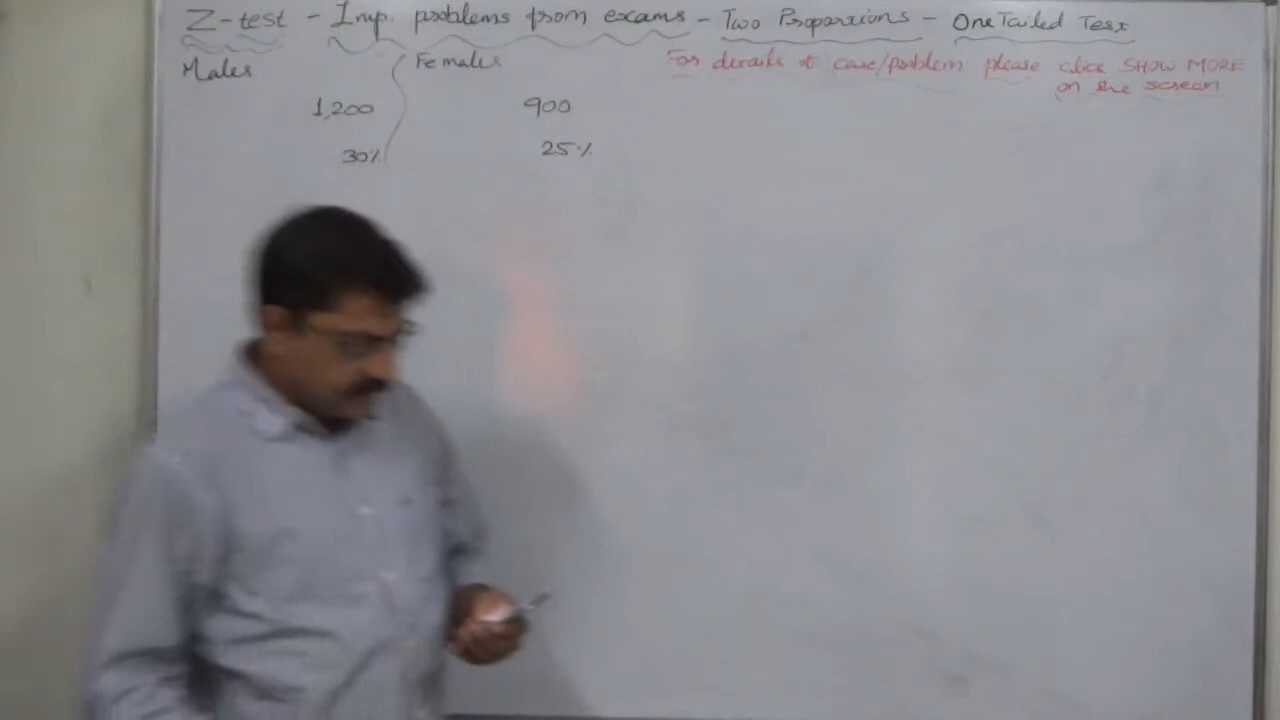 Z-test - Imp. problems from exams - Two Proportions - One Tailed Test
Males
Females
For details of case/problem please click SHOW MORE
on the screen
1,200
900
30%
25%